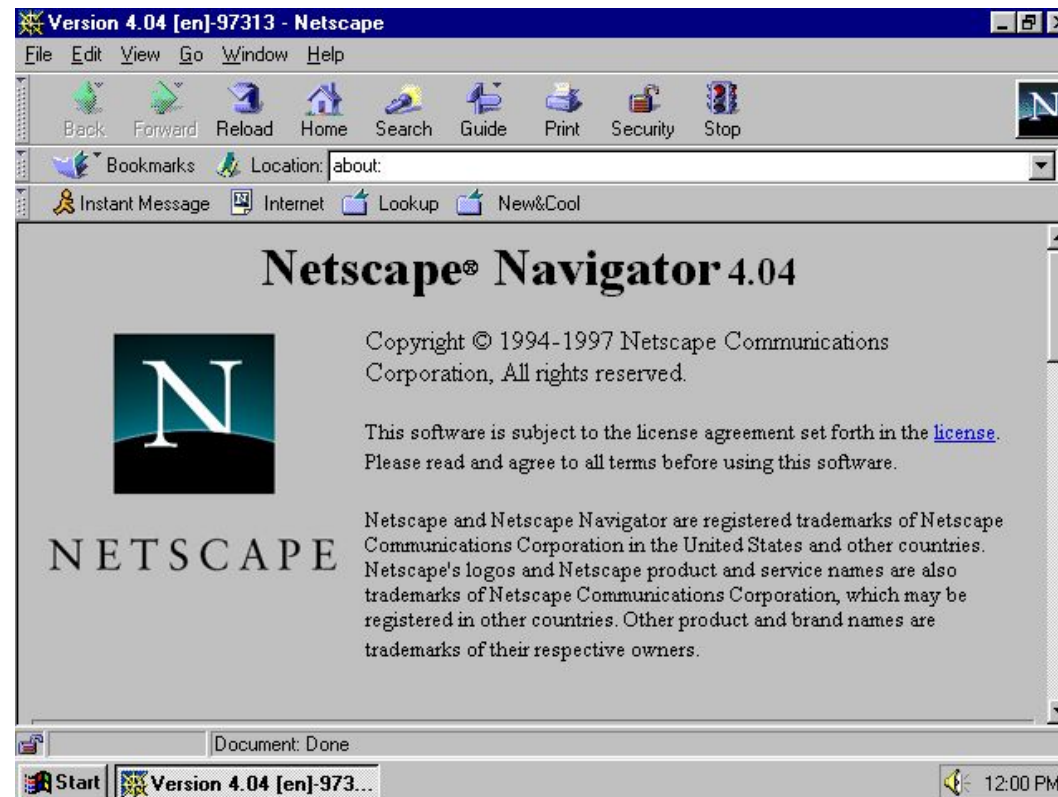 Version 4.04 [en]-97313 - Netscape
File Edit View Go Window Help
Back Forward Reload Home Search Guide Print Security Stop
N
Bookmarks Location: about:
Instant Message Internet Lookup New&Cool
Netscape® Navigator 4.04
N
NETSCAPE
Copyright © 1994-1997 Netscape Communications
Corporation, All rights reserved.
This software is subject to the license agreement set forth in the license.
Please read and agree to all terms before using this software.
Netscape and Netscape Navigator are registered trademarks of Netscape
Communications Corporation in the United States and other countries.
Netscape's logos and Netscape product and service names are also
trademarks of Netscape Communications Corporation, which may be
registered in other countries. Other product and brand names are
trademarks of their respective owners.
Document: Done
Start Version 4.04 [en]-973... 12:00 PM